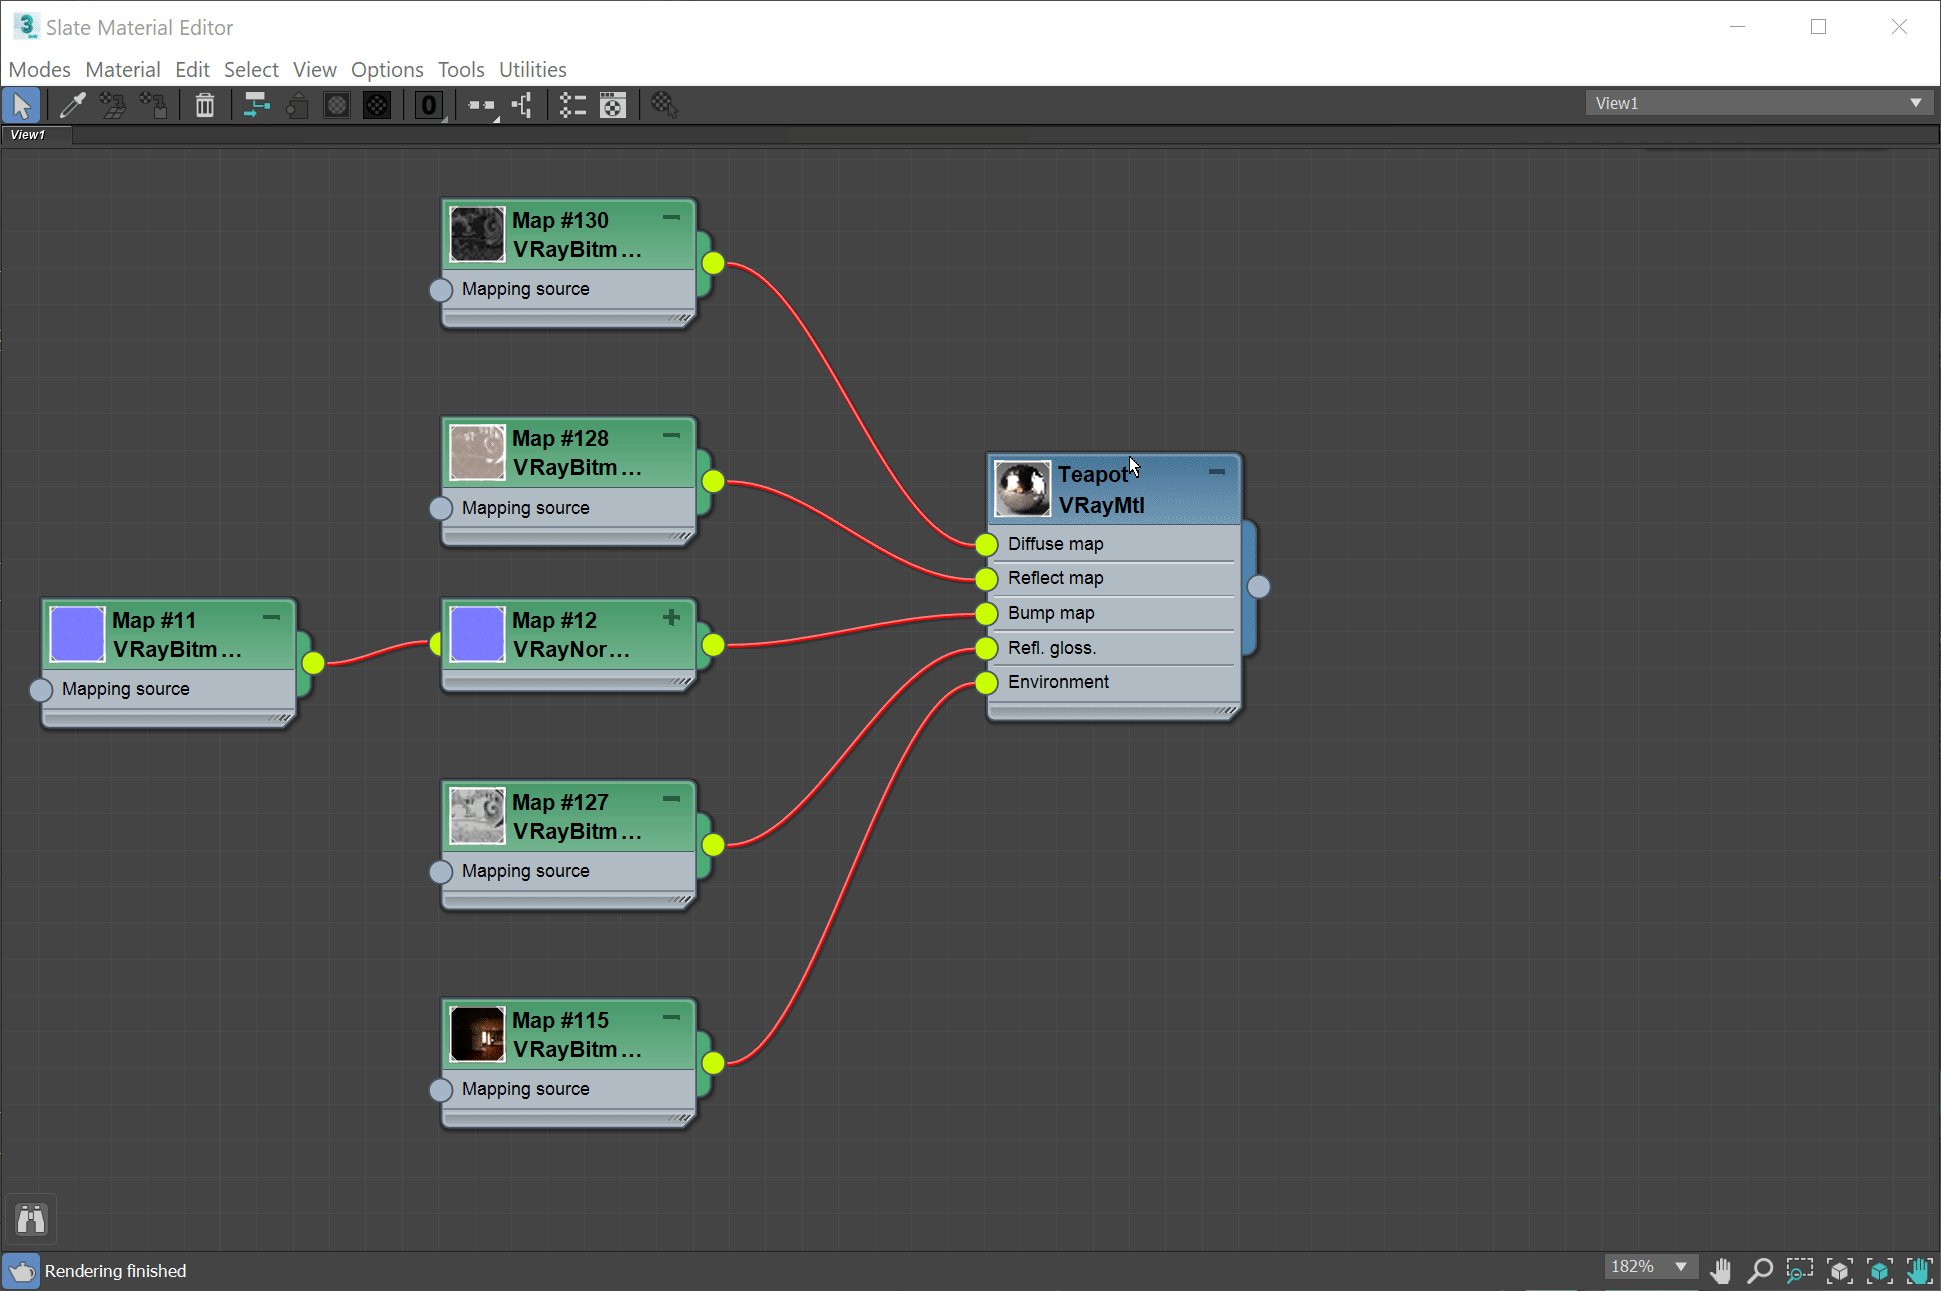 Slate Material Editor
Modes Material Edit Select View Options Tools Utilities
0
View1
View1
Map #130
VRayBitm...
Mapping source
Map #128
VRayBitm...
Mapping source
Teapot
VRayMtl
Diffuse map
Reflect map
Bump map
Refl. gloss.
Environment
Map #11
VRayBitm...
Mapping source
Map #12
VRayNor...
Map #127
VRayBitm...
Mapping source
Map #115
VRayBitm...
Mapping source
Rendering finished
182%